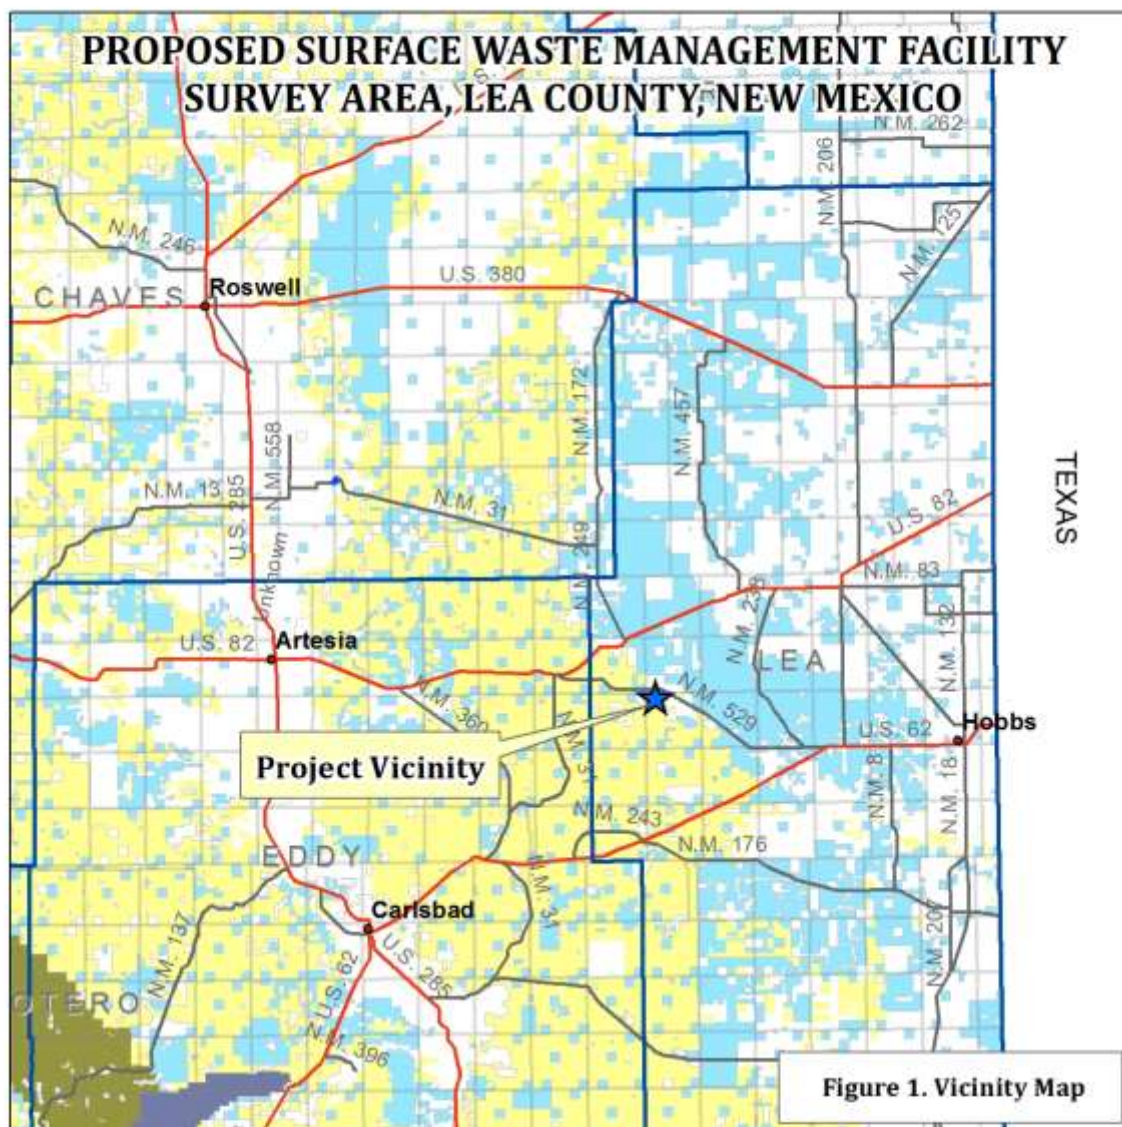 PROPOSED SURFACE WASTE MANAGEMENT FACILITY
SURVEY AREA, LEA COUNTY, NEW MEXICO
N.M. 262
N.M. 206
N.M. 125
N.M. 246
Roswell
U.S. 380
CHAVES
N.M. 172
N.M. 457
N.M. 558
N.M. 13
U.S. 285
N.M. 31
TEXAS
U.S. 82
N.M. 249
Unknown
N.M. 83
N.M. 238
N.M. 132
U.S. 82
Artesia
LEA
N.M. 360
N.M. 529
N.M. 31
U.S. 62
Hobbs
Project Vicinity
N.M. 8
N.M. 18
N.M. 243
N.M. 176
EDDY
N.M. 31
Carlsbad
N.M. 137
U.S. 62
U.S. 285
N.M. 207
OTERO
N.M. 396
Figure 1. Vicinity Map